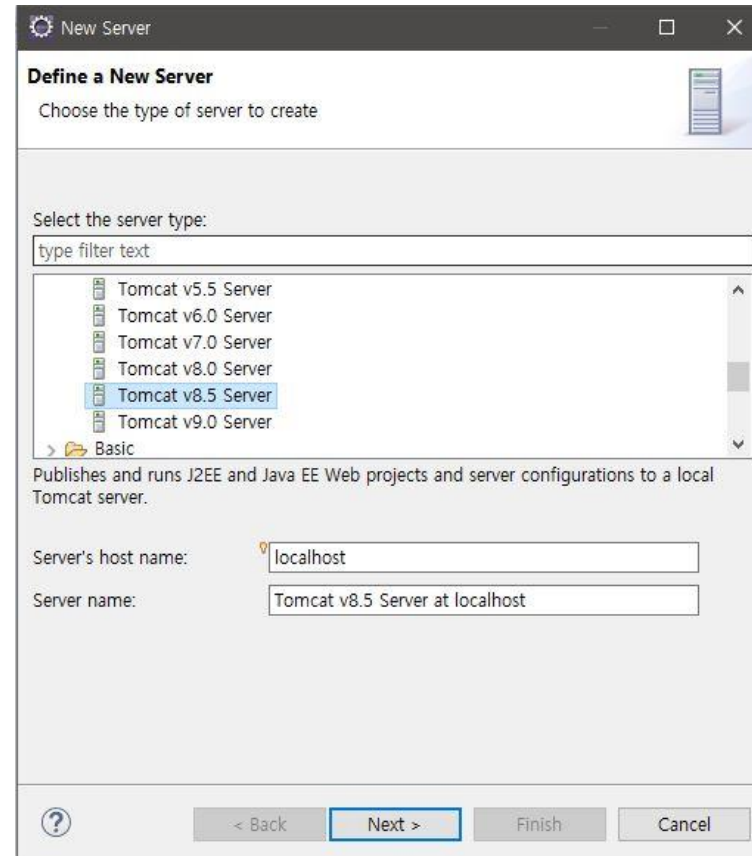 New Server
Define a New Server
Choose the type of server to create
Select the server type:
type filter text
Tomcat v5.5 Server
Tomcat v6.0 Server
Tomcat v7.0 Server
Tomcat v8.0 Server
Tomcat v8.5 Server
Tomcat v9.0 Server
> Basic
Publishes and runs J2EE and Java EE Web projects and server configurations to a local
Tomcat server.
Server's host name: localhost
Server name: Tomcat v8.5 Server at localhost
? < Back Next > Finish Cancel